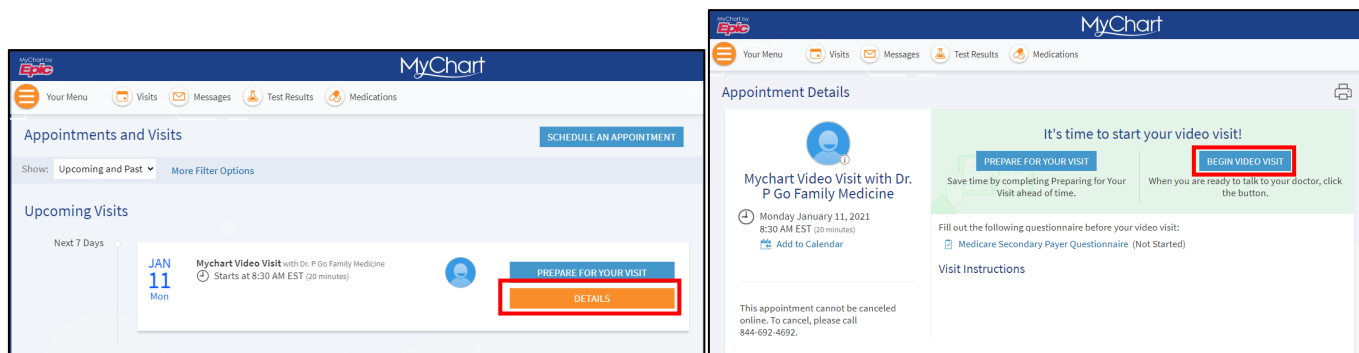 MyChart by
Epic
MyChart
Your Menu Visits Messages Test Results Medications
Appointments and Visits
SCHEDULE AN APPOINTMENT
Show: Upcoming and Past More Filter Options
Upcoming Visits
Next 7 Days
JAN
11
Mon
Mychart Video Visit with Dr. P Go Family Medicine
Starts at 8:30 AM EST (20 minutes)
PREPARE FOR YOUR VISIT
DETAILS
MyChart by
Epic
MyChart
Your Menu Visits Messages Test Results Medications
Appointment Details
Mychart Video Visit with Dr.
P Go Family Medicine
Monday January 11, 2021
8:30 AM EST (20 minutes)
Add to Calendar
This appointment cannot be canceled
online. To cancel, please call
844-692-4692.
It's time to start your video visit!
PREPARE FOR YOUR VISIT
Save time by completing Preparing for Your
Visit ahead of time.
BEGIN VIDEO VISIT
When you are ready to talk to your doctor, click
the button.
Fill out the following questionnaire before your video visit:
Medicare Secondary Payer Questionnaire (Not Started)
Visit Instructions